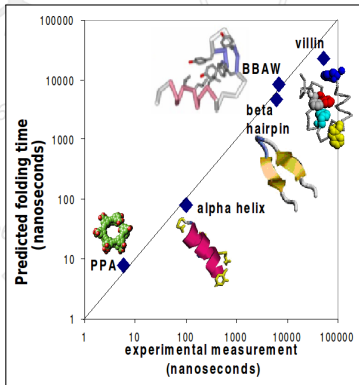 villin
BBAW
beta
hairpin
alpha helix
PPA
Predicted folding time
(nanoseconds)
100000
10000
1000
100
10
1
1 10 100 1000 10000 100000
experimental measurement
(nanoseconds)